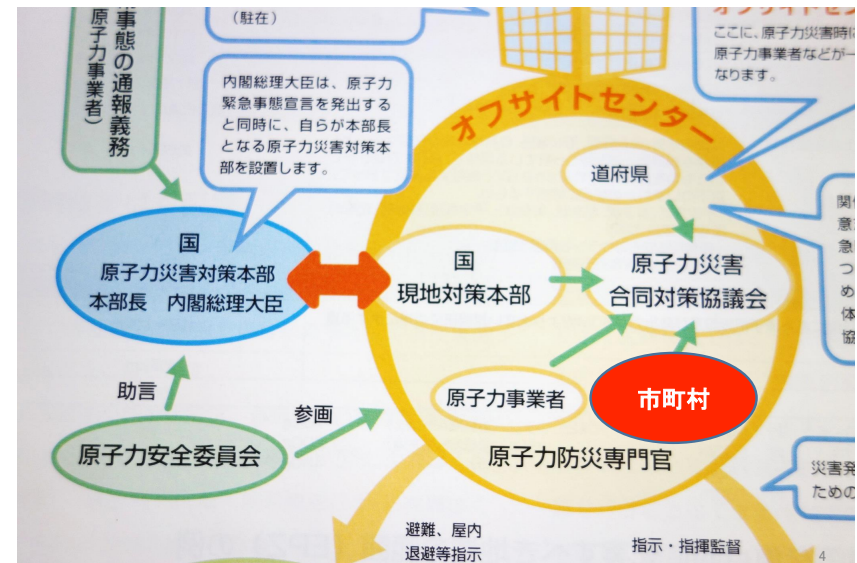 事態の通報義務
原子力事業者）
（駐在）
内閣総理大臣は、原子力
緊急事態宣言を発出する
と同時に、自らが本部長
となる原子力災害対策本
部を設置します。
オフサイトセンター
ここに、原子力災害時に
原子力事業者などが一
なります。
道府県
国
原子力災害対策本部
本部長　内閣総理大臣
国
現地対策本部
原子力災害
合同対策協議会
関
意
急
つ
め
体
協
助言
参画
原子力安全委員会
原子力事業者
市町村
原子力防災専門官
災害発
ための
避難、屋内
退避等指示
指示・指揮監督
4